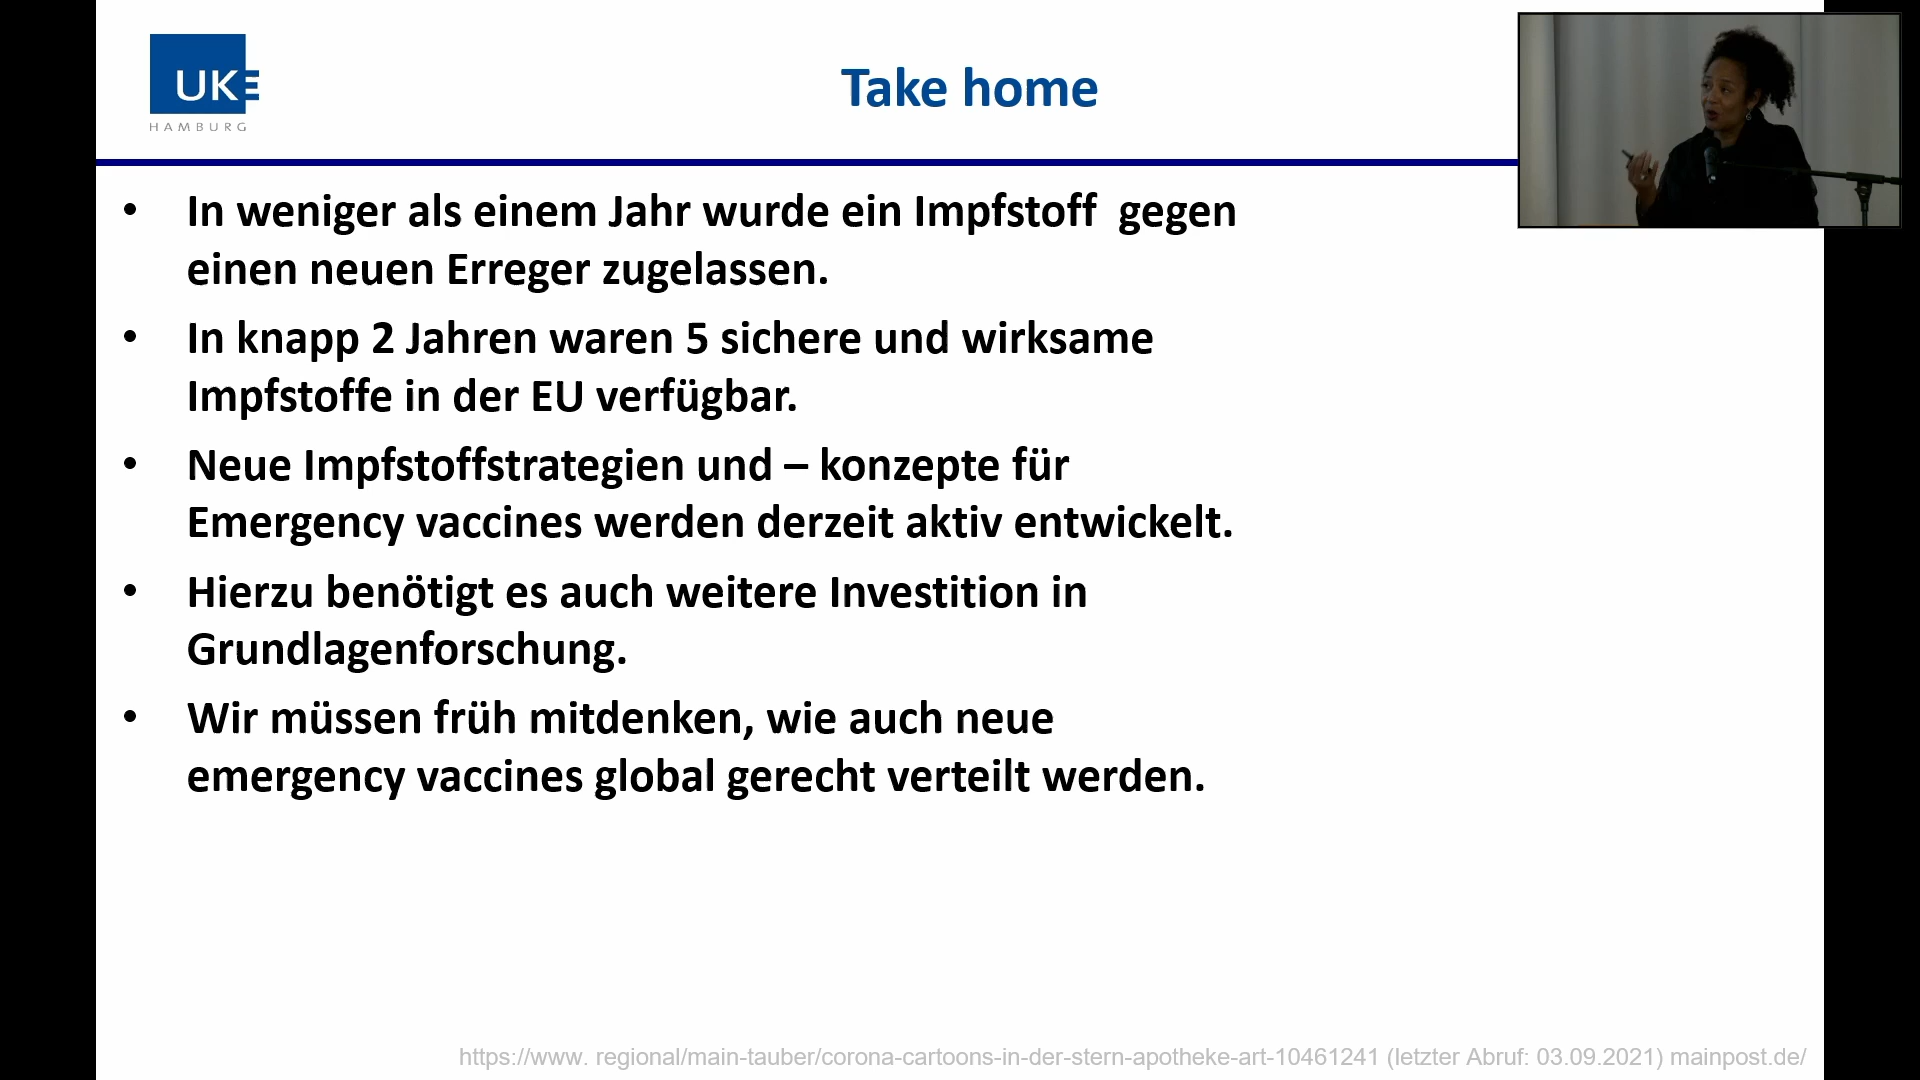 UKE
HAMBURG
Take home
• In weniger als einem Jahr wurde ein Impfstoff  gegen
einen neuen Erreger zugelassen.
• In knapp 2 Jahren waren 5 sichere und wirksame
Impfstoffe in der EU verfügbar.
• Neue Impfstoffstrategien und – konzepte für
Emergency vaccines werden derzeit aktiv entwickelt.
• Hierzu benötigt es auch weitere Investition in
Grundlagenforschung.
• Wir müssen früh mitdenken, wie auch neue
emergency vaccines global gerecht verteilt werden.
https://www. regional/main-tauber/corona-cartoons-in-der-stern-apotheke-art-10461241 (letzter Abruf: 03.09.2021) mainpost.de/